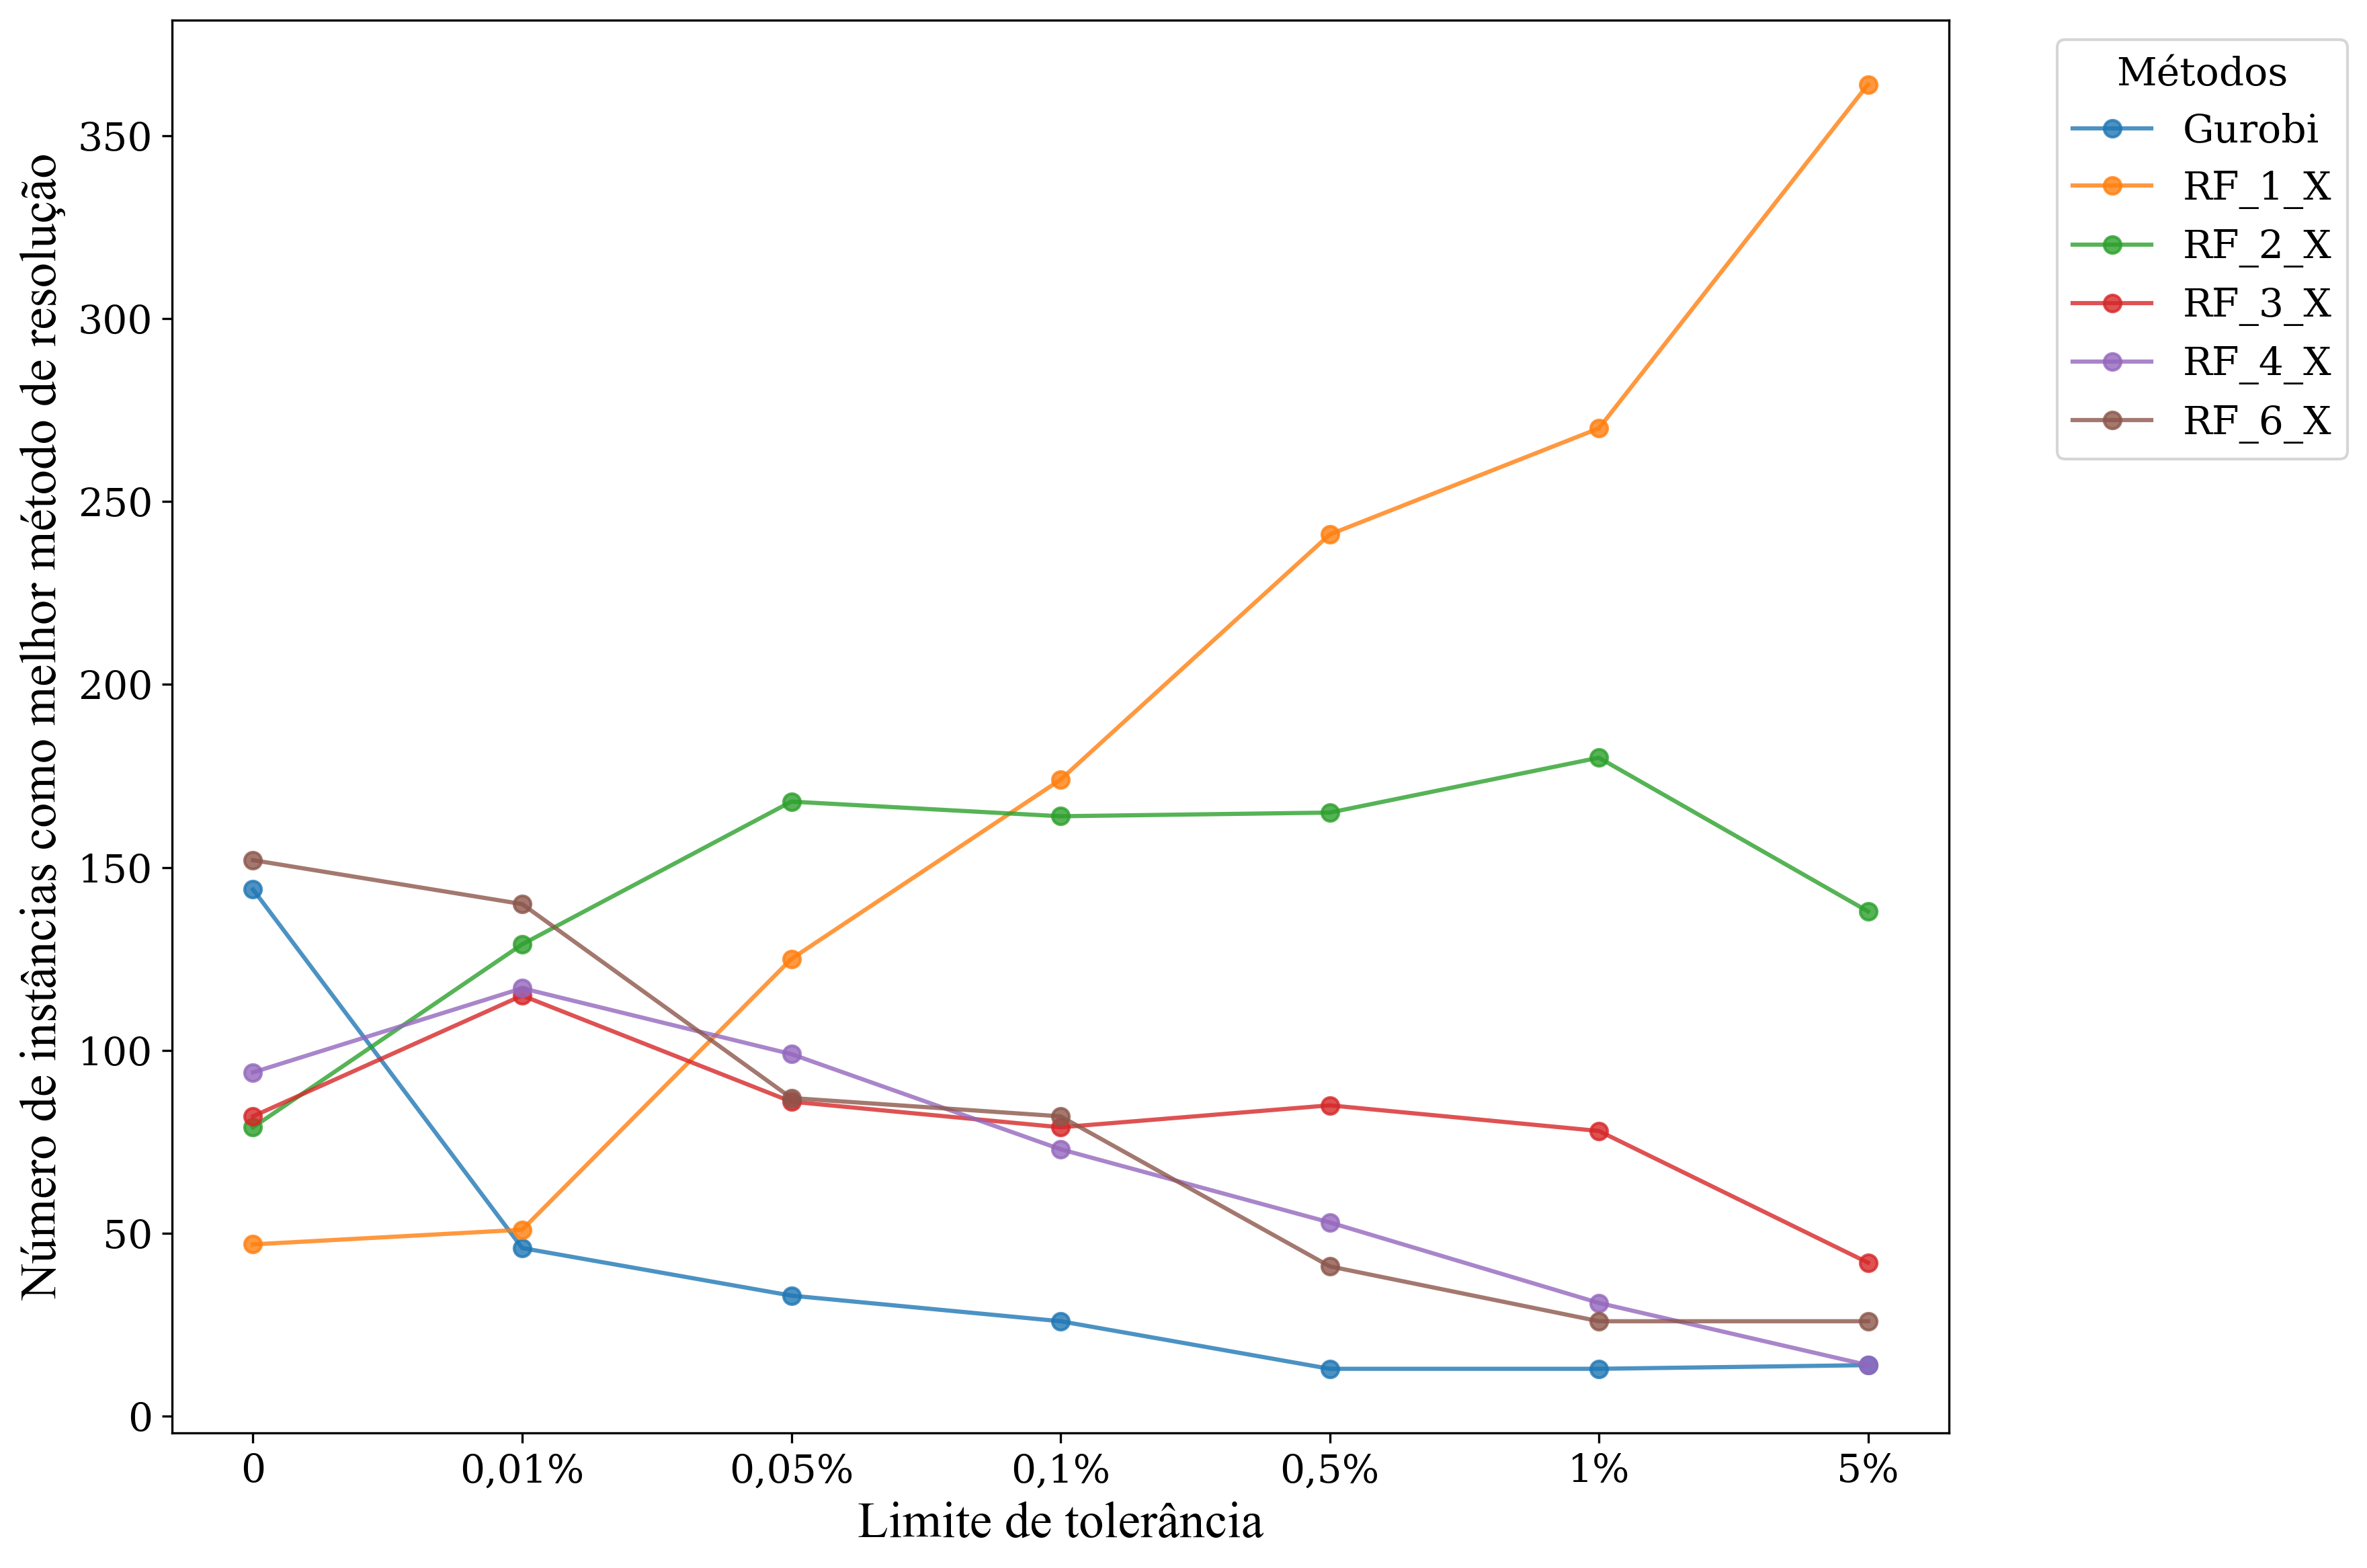 Número de instâncias como melhor método de resolução
350
300
250
200
150
100
50
0
0
0,01%
0,05%
0,1%
0,5%
1%
5%
Limite de tolerância
Métodos
Gurobi
RF_1_X
RF_2_X
RF_3_X
RF_4_X
RF_6_X